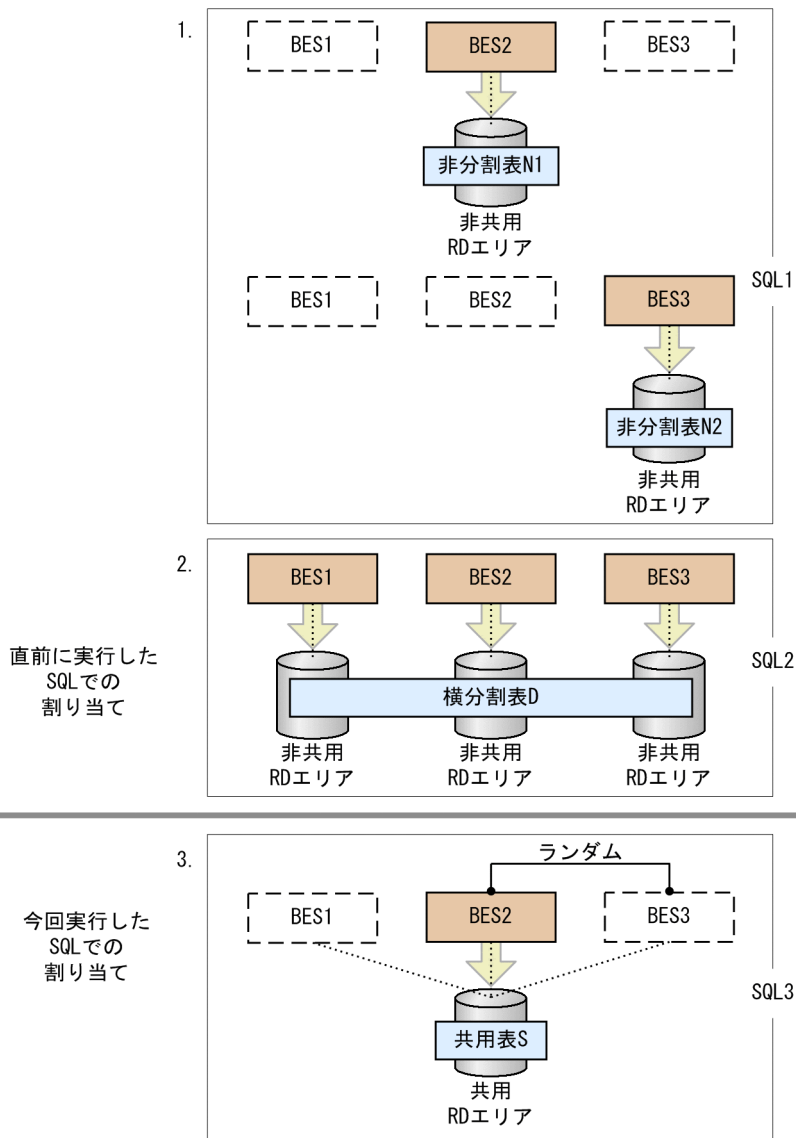 1.
BES1
BES2
BES3
非分割表N1
非共用
RDエリア
BES1
BES2
BES3
SQL1
非分割表N2
非共用
RDエリア
2.
BES1
BES2
BES3
直前に実行した
SQLでの
割り当て
SQL2
横分割表D
非共用
RDエリア
非共用
RDエリア
非共用
RDエリア
3.
ランダム
BES1
BES2
BES3
今回実行した
SQLでの
割り当て
SQL3
共用表S
共用
RDエリア